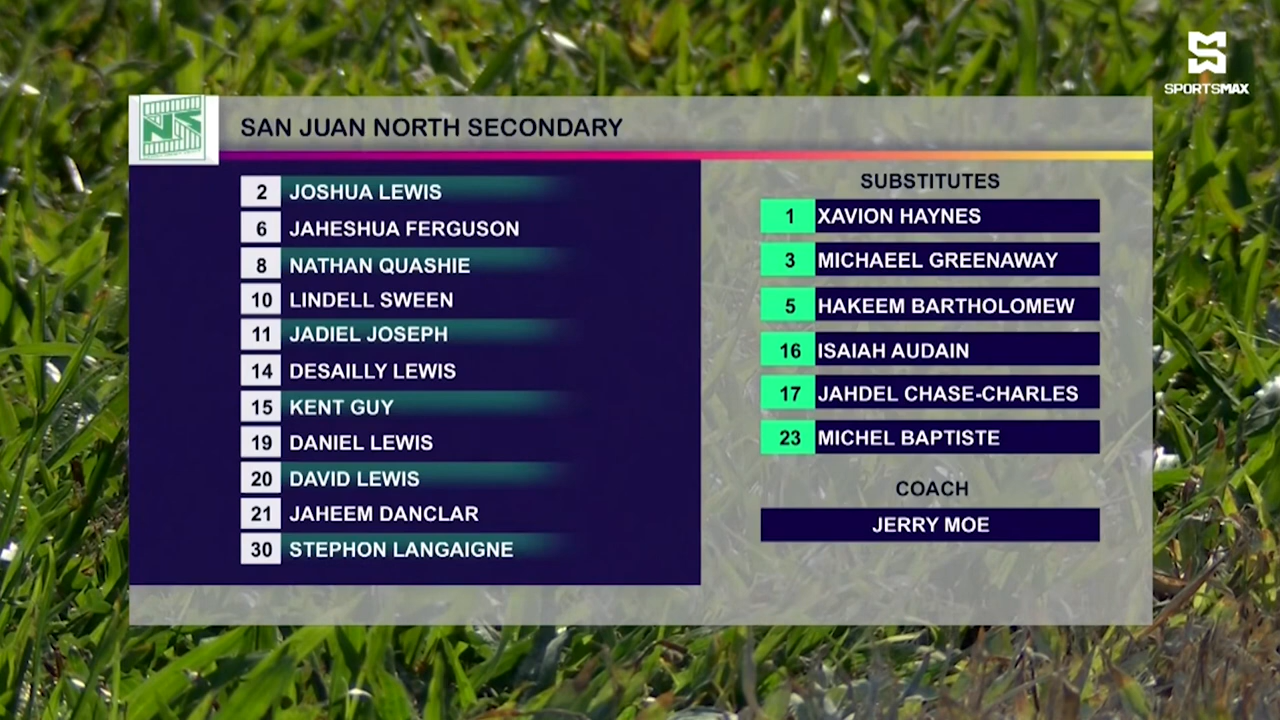 SPORTSMAX
NS
SAN JUAN NORTH SECONDARY
2 JOSHUA LEWIS
6 JAHESHUA FERGUSON
8 NATHAN QUASHIE
10 LINDELL SWEEN
11 JADIEL JOSEPH
14 DESAILLY LEWIS
15 KENT GUY
19 DANIEL LEWIS
20 DAVID LEWIS
21 JAHEEM DANCLAR
30 STEPHON LANGAIGNE
SUBSTITUTES
1 XAVION HAYNES
3 MICHAEEL GREENAWAY
5 HAKEEM BARTHOLOMEW
16 ISAIAH AUDAIN
17 JAHDEL CHASE-CHARLES
23 MICHEL BAPTISTE
COACH
JERRY MOE